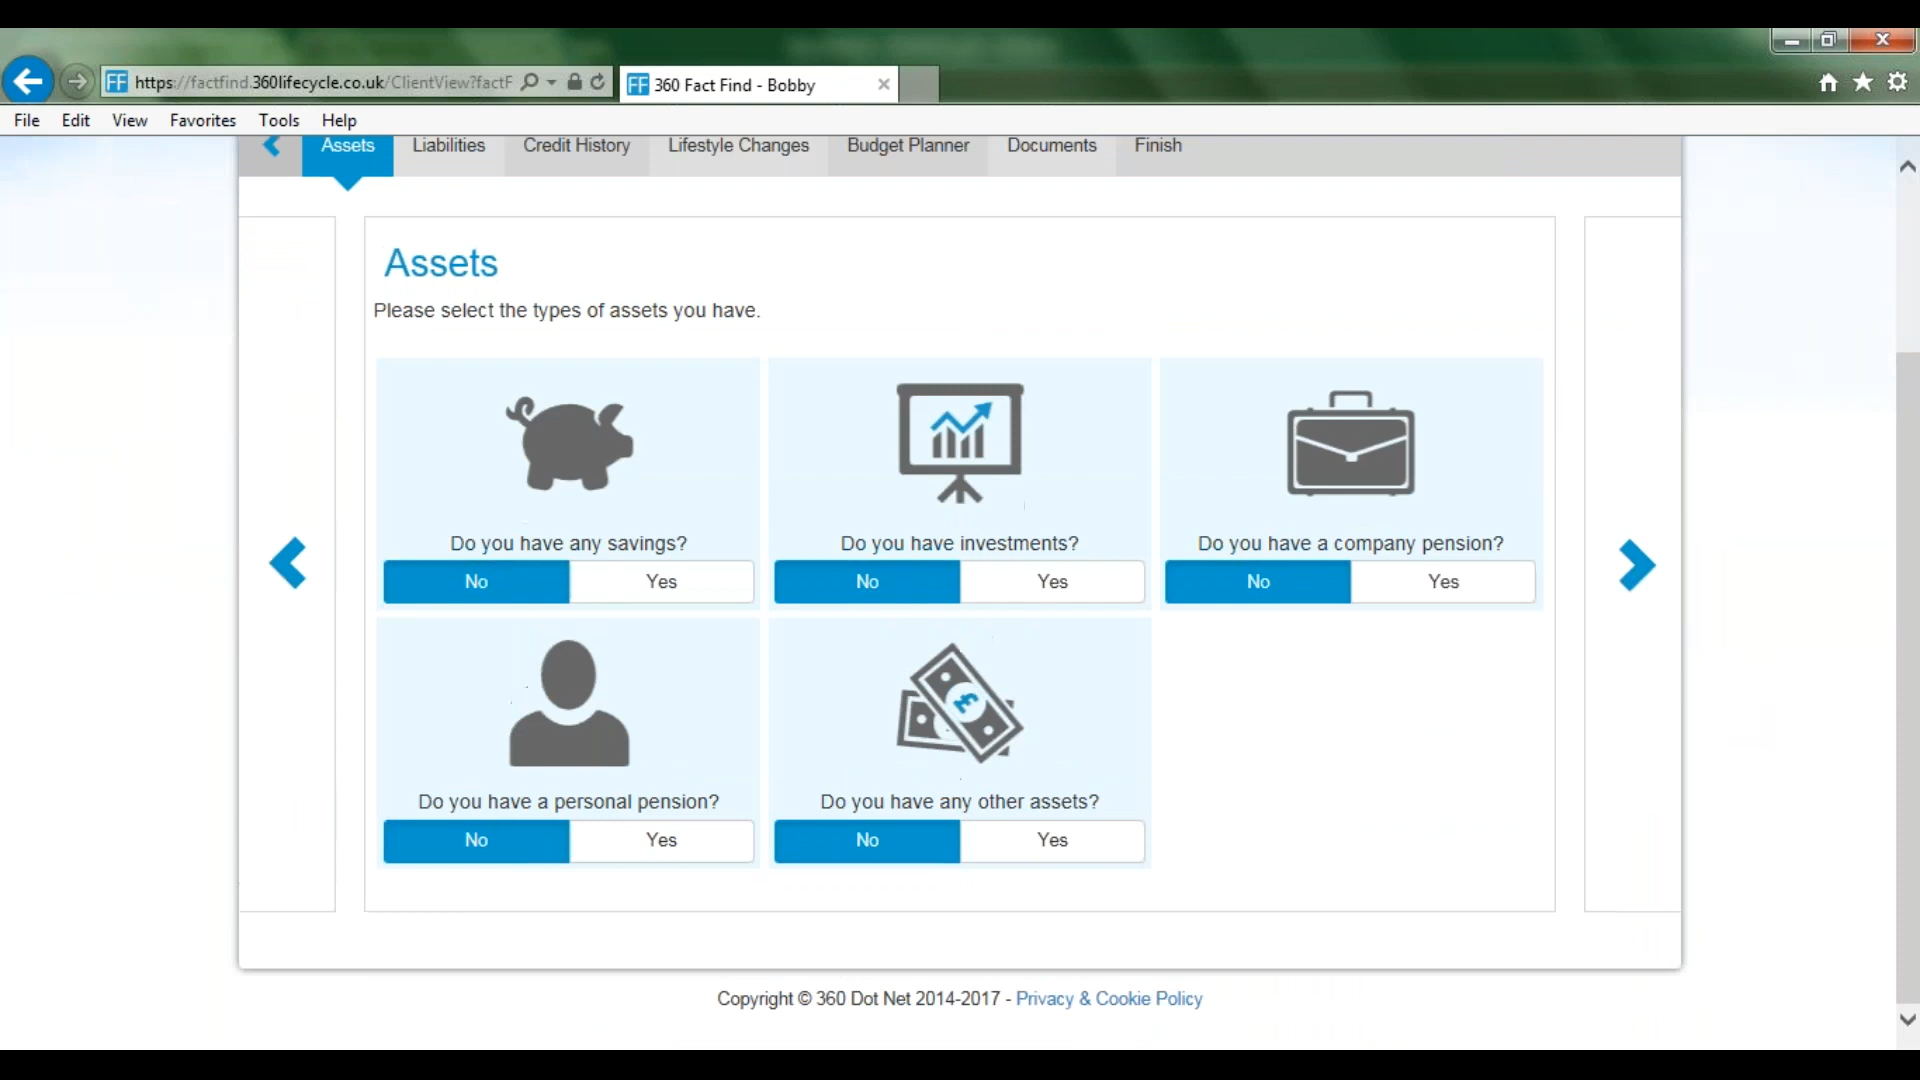 https://factfind.360lifecycle.co.uk/ClientView?factF
FF 360 Fact Find - Bobby
File Edit View Favorites Tools Help
Assets Liabilities Credit History Lifestyle Changes Budget Planner Documents Finish
Assets
Please select the types of assets you have.
Do you have any savings?
No Yes
Do you have investments?
No Yes
Do you have a company pension?
No Yes
£
Do you have a personal pension?
No Yes
Do you have any other assets?
No Yes
Copyright © 360 Dot Net 2014-2017 - Privacy & Cookie Policy